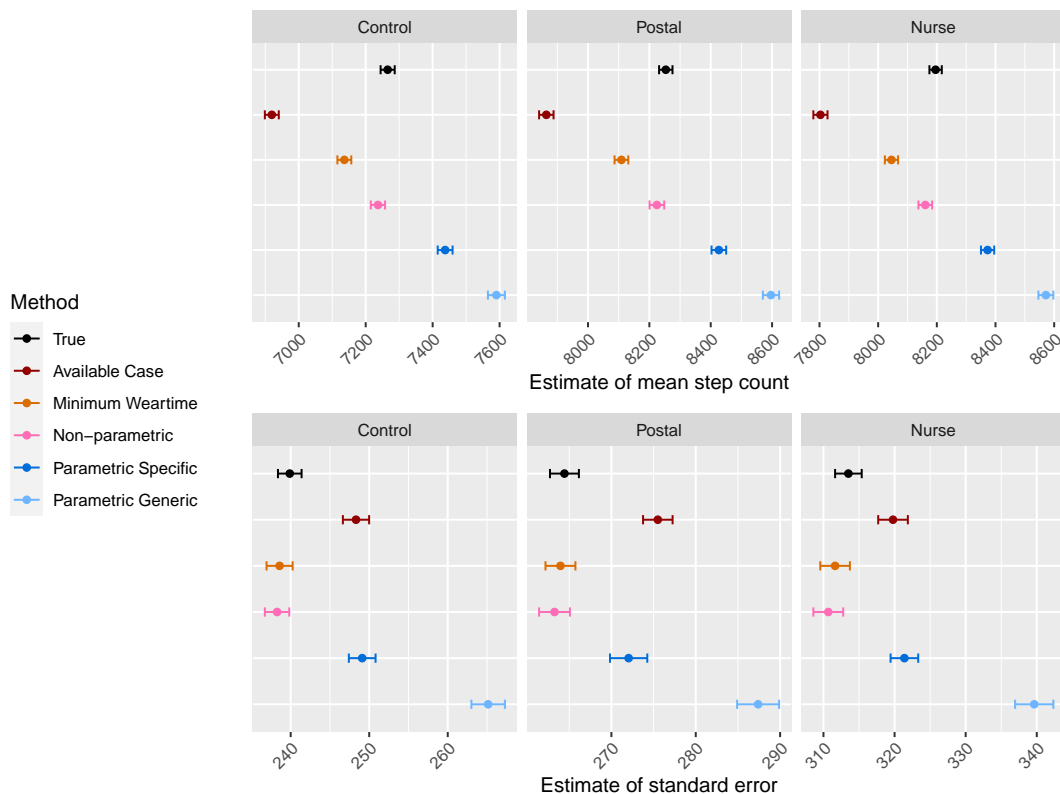 Control Postal Nurse
7000 7200 7400 7600 8000 8200 8400 8600 7800 8000 8200 8400 8600
Estimate of mean step count
Method
True
Available Case
Minimum Weartime
Non-parametric
Parametric Specific
Parametric Generic
Control Postal Nurse
240 250 260 270 280 290 310 320 330 340
Estimate of standard error